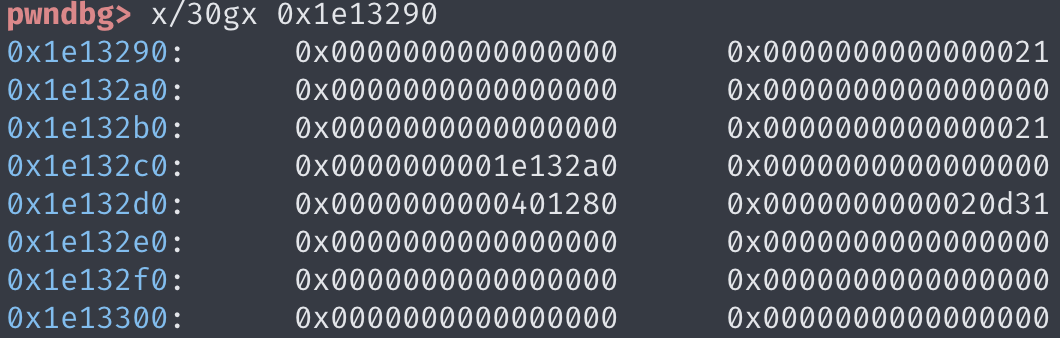 pwndbg> x/30gx 0x1e13290
0x1e13290: 0x0000000000000000 0x0000000000000021
0x1e132a0: 0x0000000000000000 0x0000000000000000
0x1e132b0: 0x0000000000000000 0x0000000000000021
0x1e132c0: 0x0000000001e132a0 0x0000000000000000
0x1e132d0: 0x0000000000401280 0x0000000000020d31
0x1e132e0: 0x0000000000000000 0x0000000000000000
0x1e132f0: 0x0000000000000000 0x0000000000000000
0x1e13300: 0x0000000000000000 0x0000000000000000